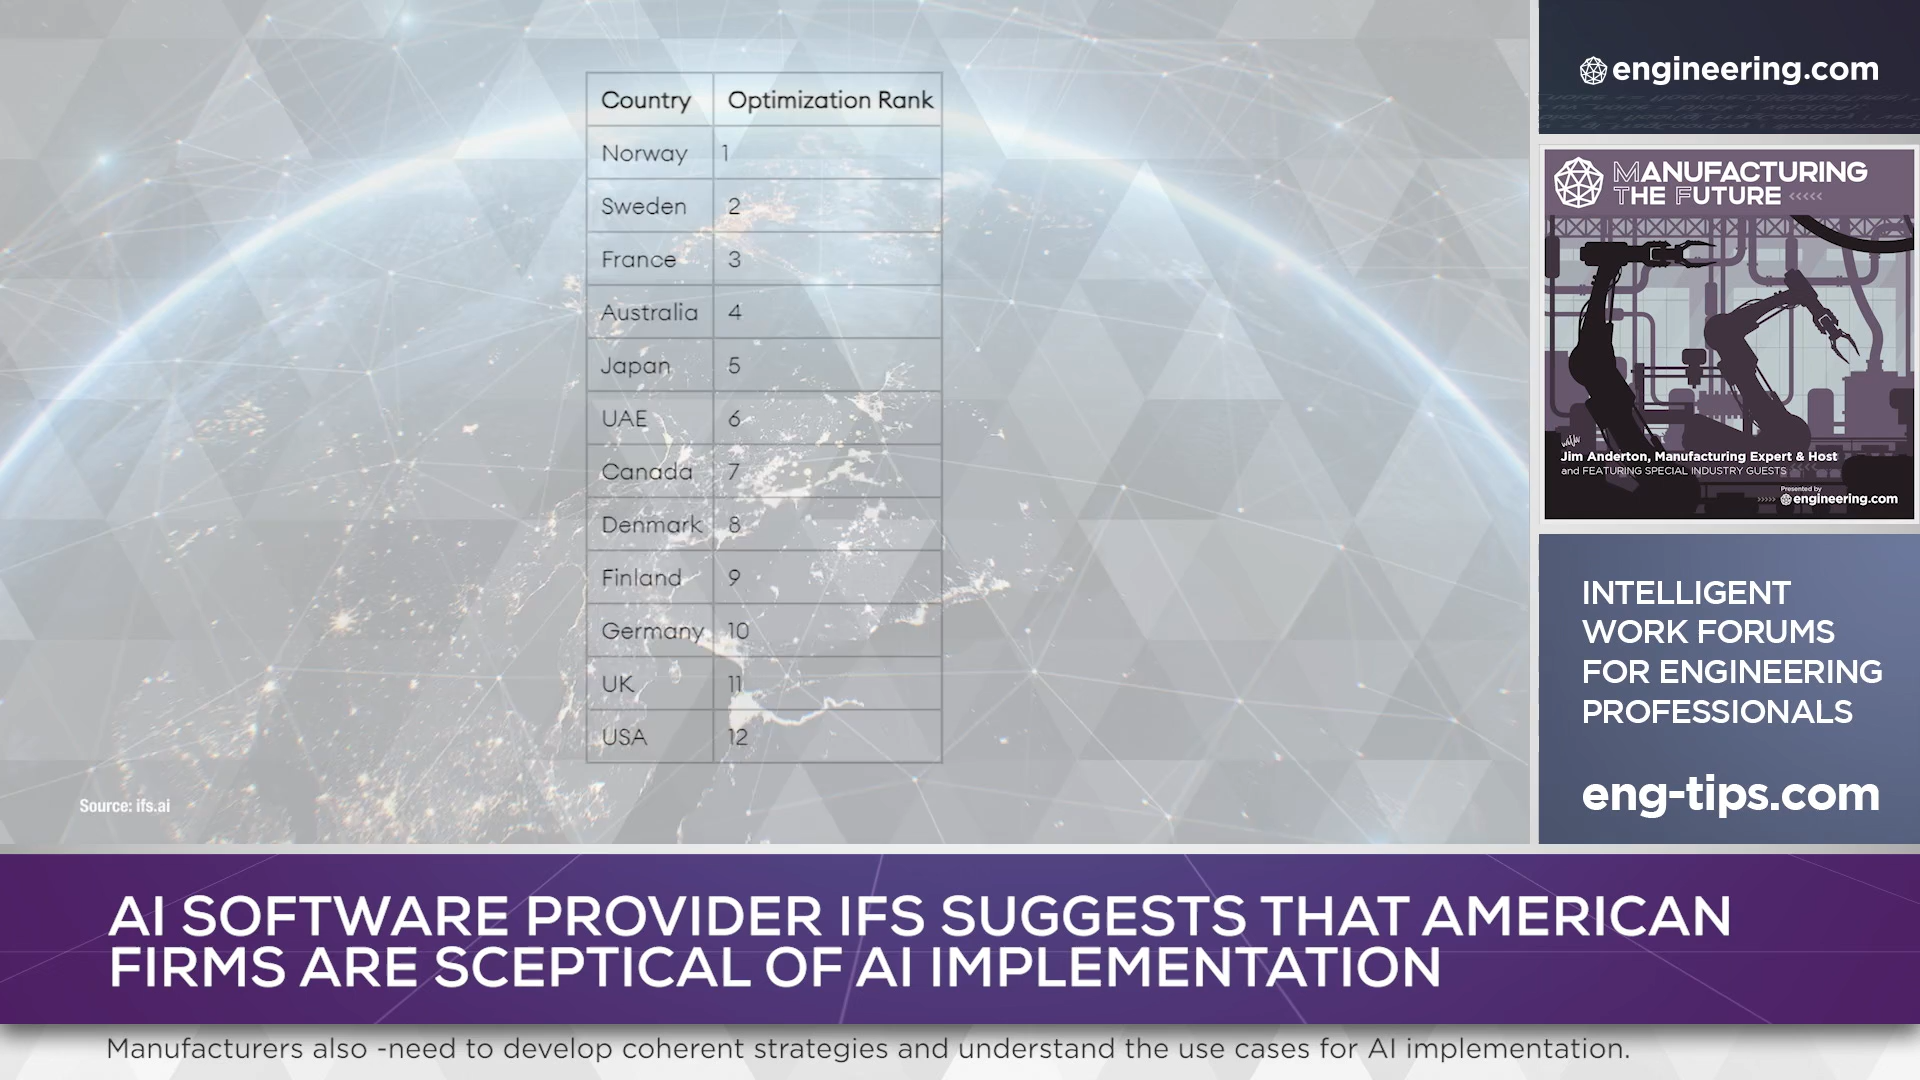 Country Optimization Rank
Norway 1
Sweden 2
France 3
Australia 4
Japan 5
UAE 6
Canada 7
Denmark 8
Finland 9
Germany 10
UK 11
USA 12
Source: ifs.ai
engineering.com
MANUFACTURING
THE FUTURE <<<<<
with
Jim Anderton, Manufacturing Expert & Host
and FEATURING SPECIAL INDUSTRY GUESTS
Presented by
>>>>> engineering.com
INTELLIGENT
WORK FORUMS
FOR ENGINEERING
PROFESSIONALS
eng-tips.com
AI SOFTWARE PROVIDER IFS SUGGESTS THAT AMERICAN
FIRMS ARE SCEPTICAL OF AI IMPLEMENTATION
Manufacturers also -need to develop coherent strategies and understand the use cases for AI implementation.